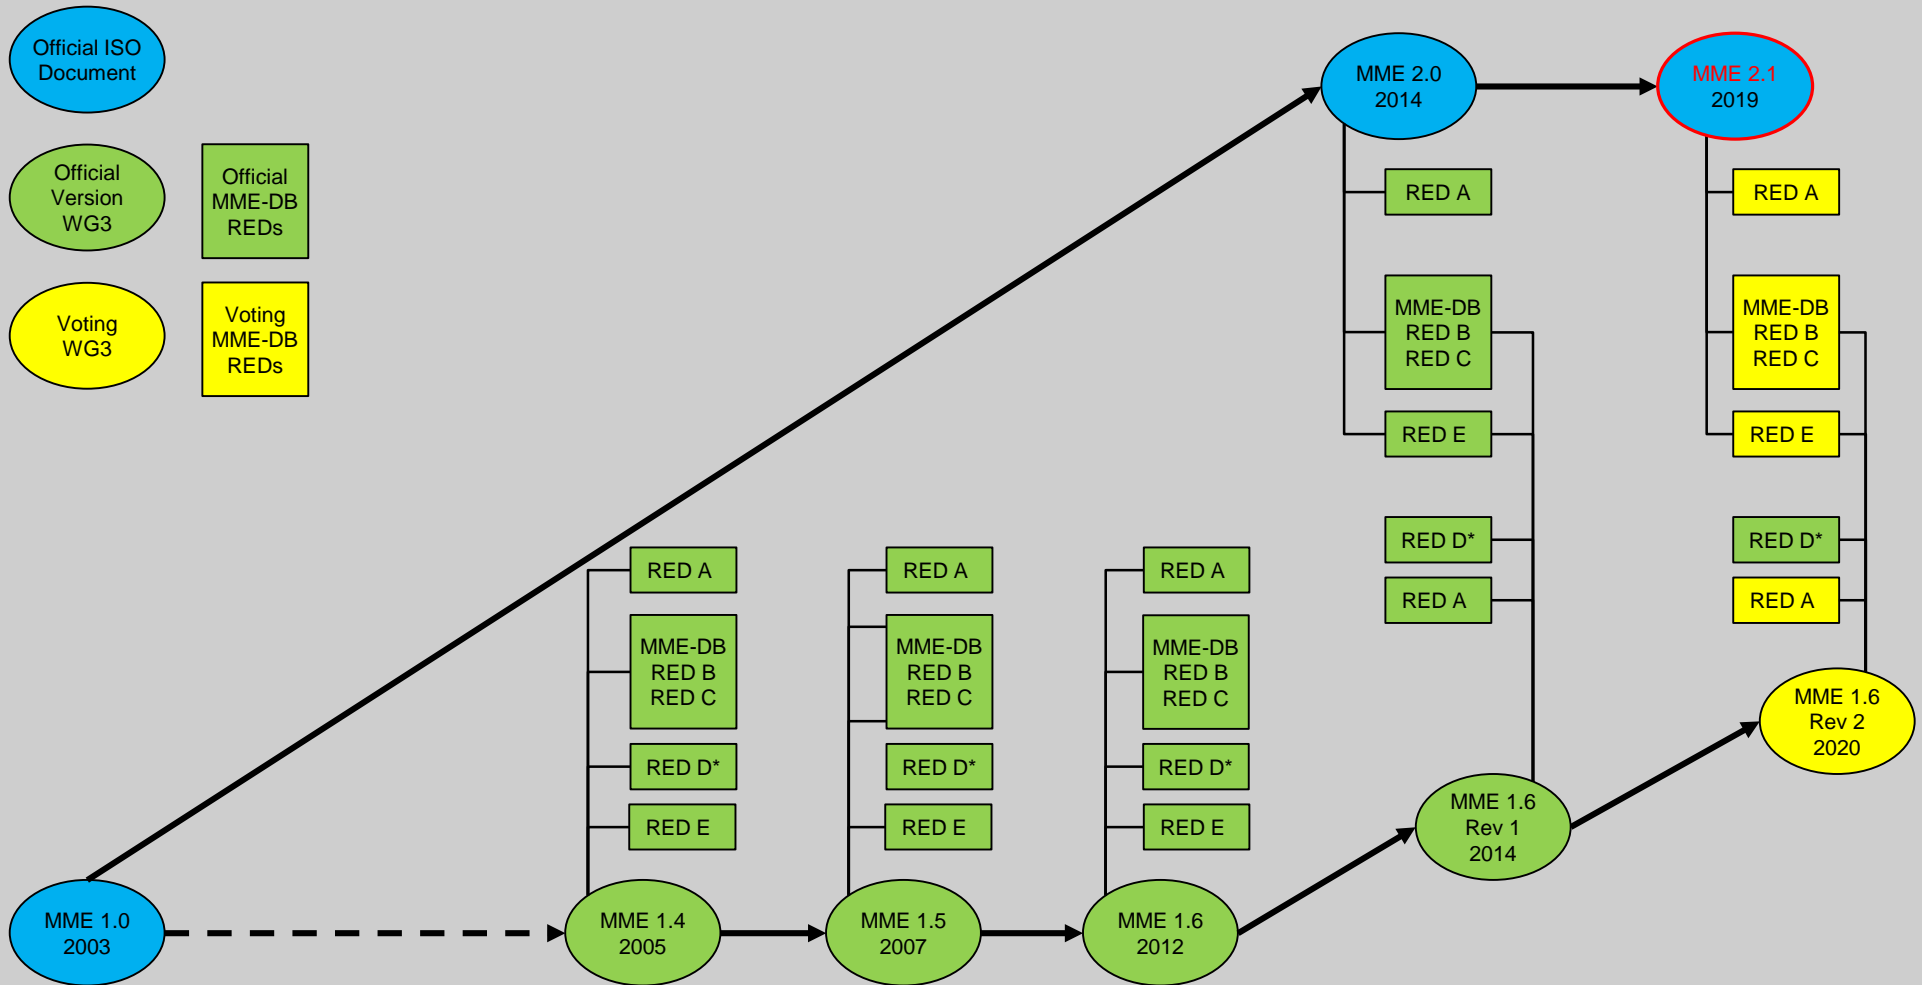 Official ISO
Document
Official
Version
WG3
Official
MME-DB
REDs
Voting
WG3
Voting
MME-DB
REDs
MME 2.0
2014
MME 2.1
2019
RED A
MME-DB
RED B
RED C
RED E
RED D*
RED A
RED A
MME-DB
RED B
RED C
RED E
RED D*
RED A
RED A
MME-DB
RED B
RED C
RED D*
RED E
RED A
MME-DB
RED B
RED C
RED D*
RED E
RED A
MME-DB
RED B
RED C
RED D*
RED E
MME 1.0
2003
MME 1.4
2005
MME 1.5
2007
MME 1.6
2012
MME 1.6
Rev 1
2014
MME 1.6
Rev 2
2020